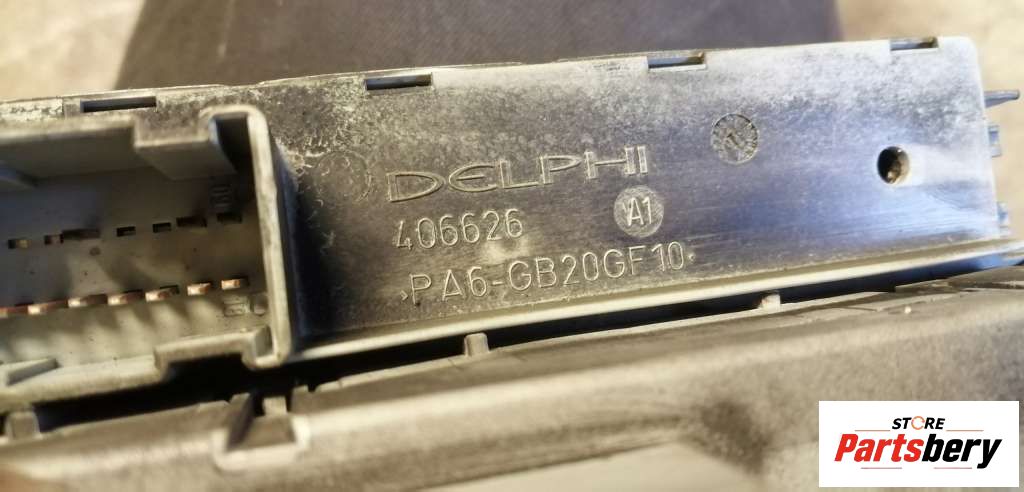 DELPHI
406626
A1
>PA6-GB20GF10<
STORE
Partsbery